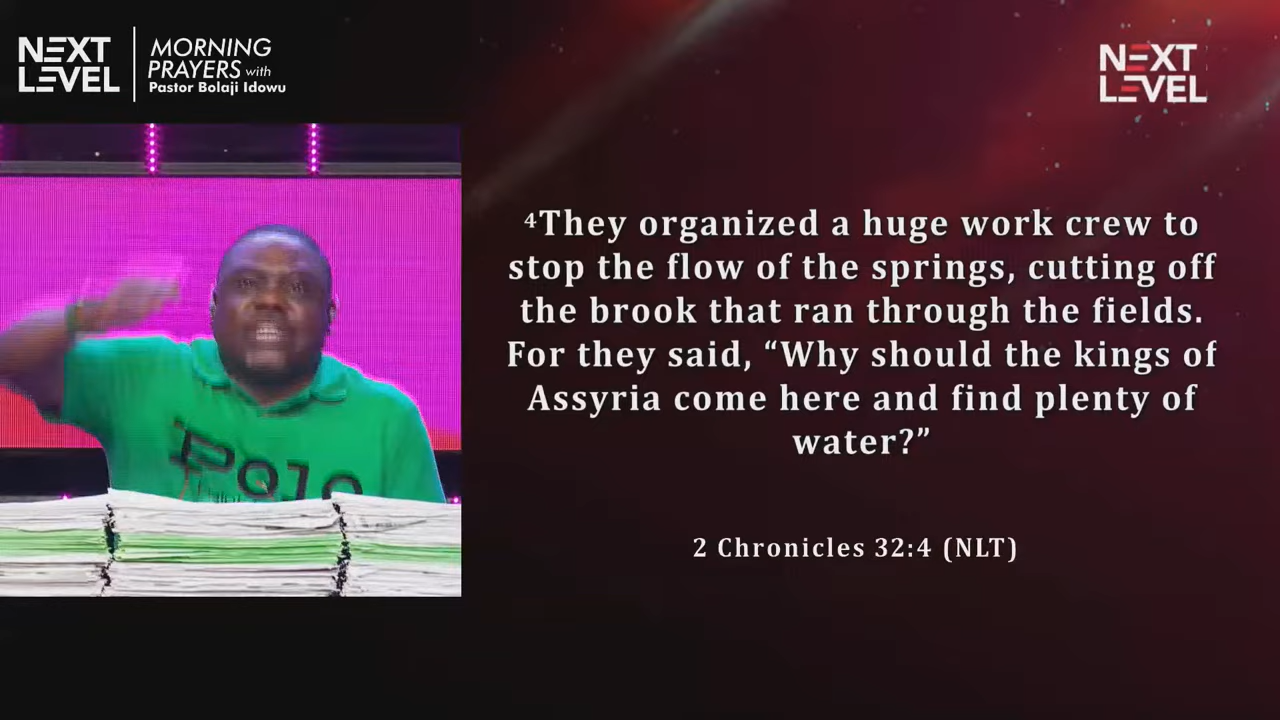 NEXT
LEVEL
MORNING
PRAYERS with
Pastor Bolaji Idowu
NEXT
LEVEL
⁴They organized a huge work crew to
stop the flow of the springs, cutting off
the brook that ran through the fields.
For they said, “Why should the kings of
Assyria come here and find plenty of
water?”
2 Chronicles 32:4 (NLT)
POLO